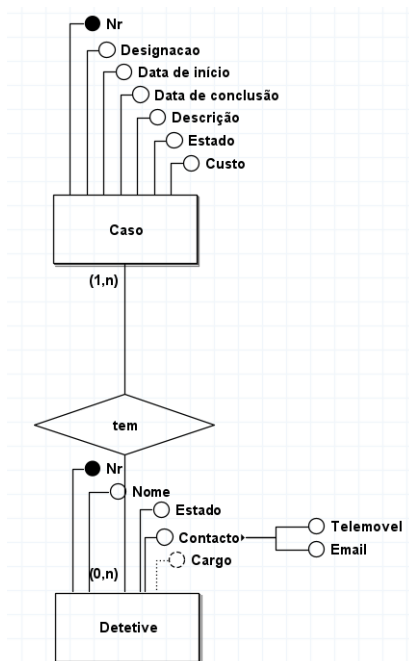 Nr
Designacao
Data de início
Data de conclusão
Descrição
Estado
Custo
Caso
(1,n)
tem
Nr
Nome
Estado
Contacto
Telemovel
Email
Cargo
(0,n)
Detetive